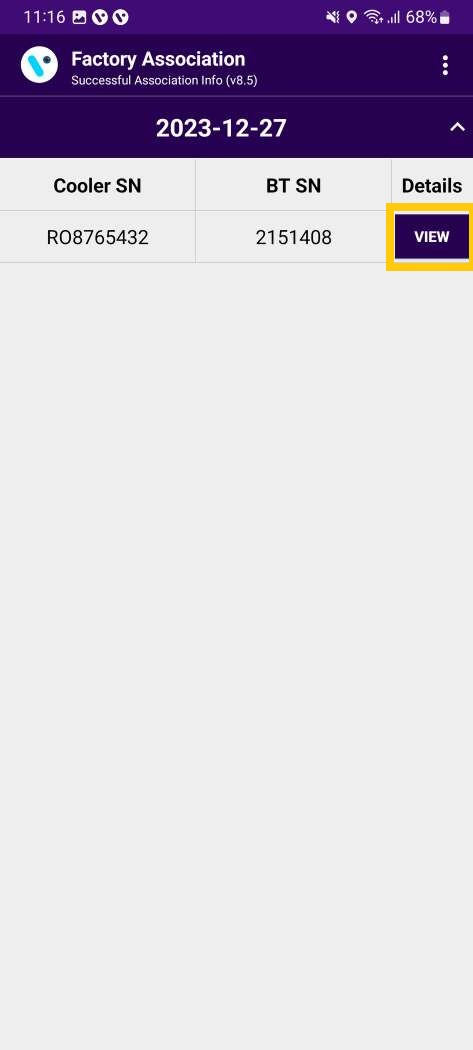 11:16 68%
Factory Association
Successful Association Info (v8.5)
2023-12-27
Cooler SN BT SN Details
RO8765432 2151408 VIEW